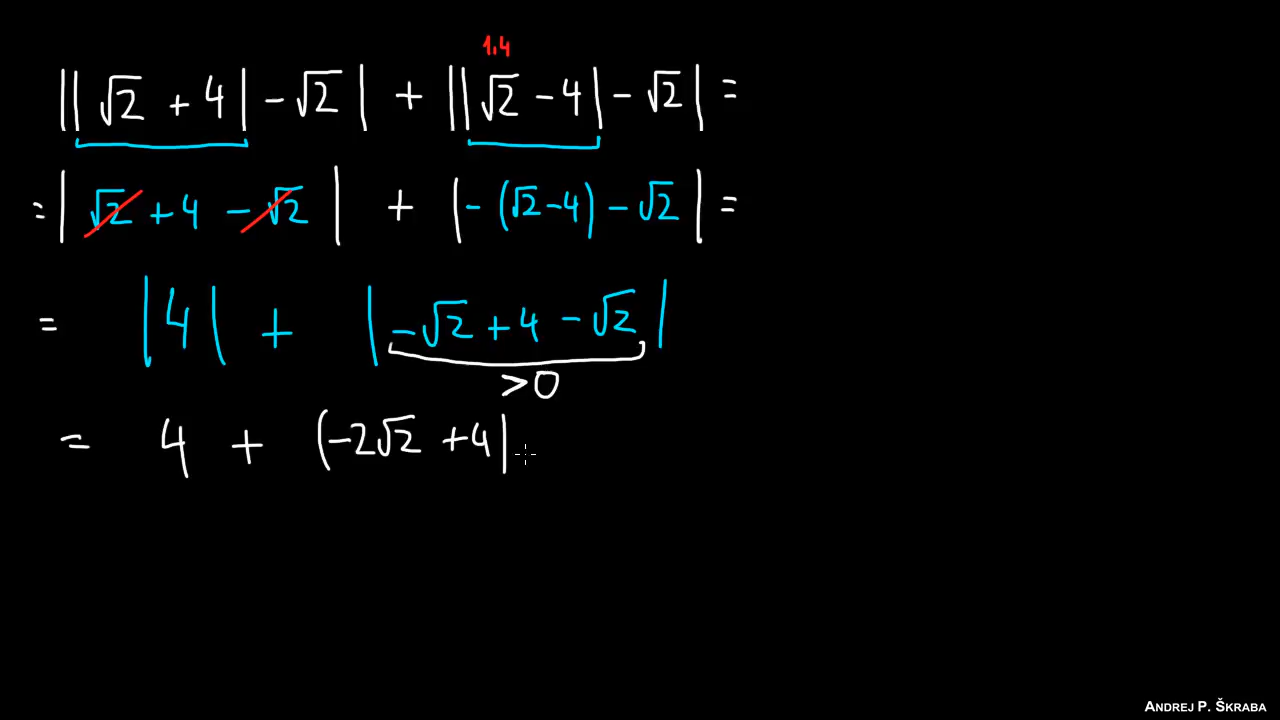 1.4
||√2 + 4| - √2| + ||√2 - 4| - √2| =
= |√2 + 4 - √2| + |-(√2 - 4) - √2| =
= |4| + |-√2 + 4 - √2|
>0
= 4 + (-2√2 + 4|
ANDREJ P. ŠKRABA